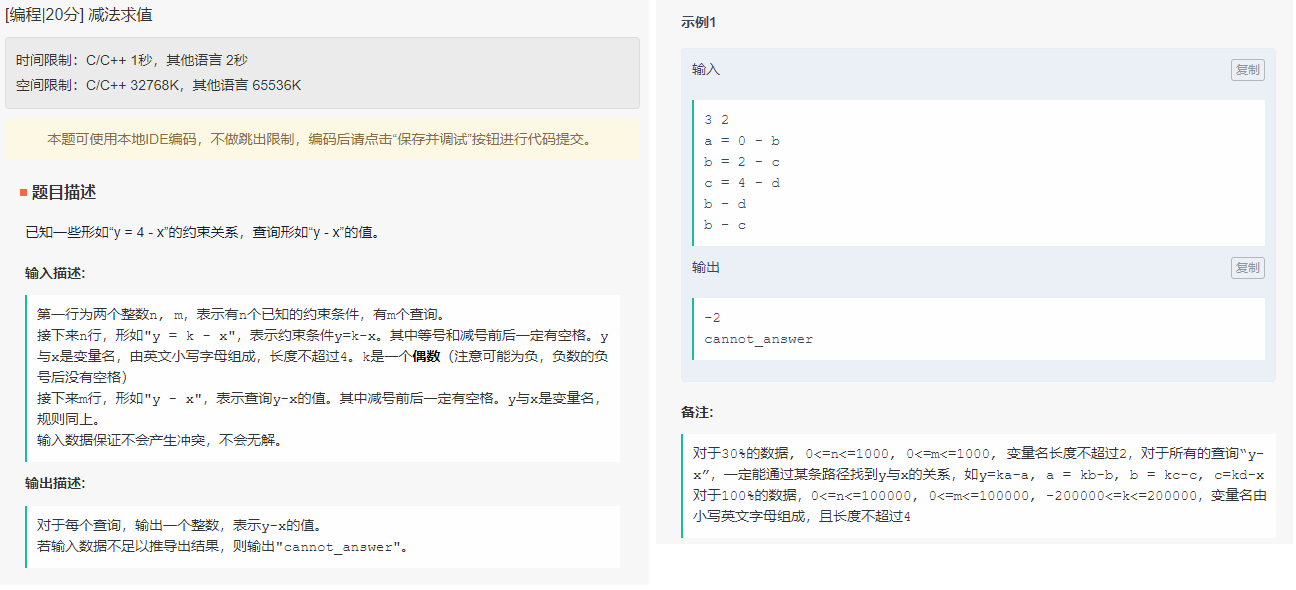 [编程|20分] 减法求值
时间限制：C/C++ 1秒，其他语言 2秒
空间限制：C/C++ 32768K，其他语言 65536K
本题可使用本地IDE编码，不做跳出限制，编码后请点击“保存并调试”按钮进行代码提交。
题目描述
已知一些形如“y = 4 - x”的约束关系，查询形如“y - x”的值。
输入描述:
第一行为两个整数n, m，表示有n个已知的约束条件，有m个查询。
接下来n行，形如"y = k - x"，表示约束条件y=k-x。其中等号和减号前后一定有空格。y
与x是变量名，由英文小写字母组成，长度不超过4。k是一个偶数（注意可能为负，负数的负
号后没有空格）
接下来m行，形如"y - x"，表示查询y-x的值。其中减号前后一定有空格。y与x是变量名，
规则同上。
输入数据保证不会产生冲突，不会无解。
输出描述:
对于每个查询，输出一个整数，表示y-x的值。
若输入数据不足以推导出结果，则输出"cannot_answer"。
示例1
输入
复制
3 2
a = 0 - b
b = 2 - c
c = 4 - d
b - d
b - c
输出
复制
-2
cannot_answer
备注:
对于30%的数据, 0<=n<=1000, 0<=m<=1000, 变量名长度不超过2，对于所有的查询“y-
x”，一定能通过某条路径找到y与x的关系，如y=ka-a, a = kb-b, b = kc-c, c=kd-x
对于100%的数据，0<=n<=100000, 0<=m<=100000, -200000<=k<=200000，变量名由
小写英文字母组成，且长度不超过4